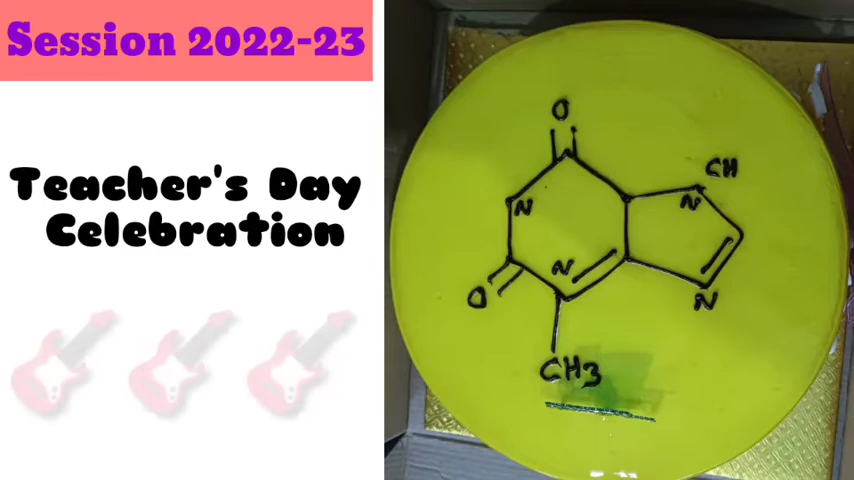 Session 2022-23
Teacher's Day
Celebration
O
CH
N
N
N
O
N
CH3